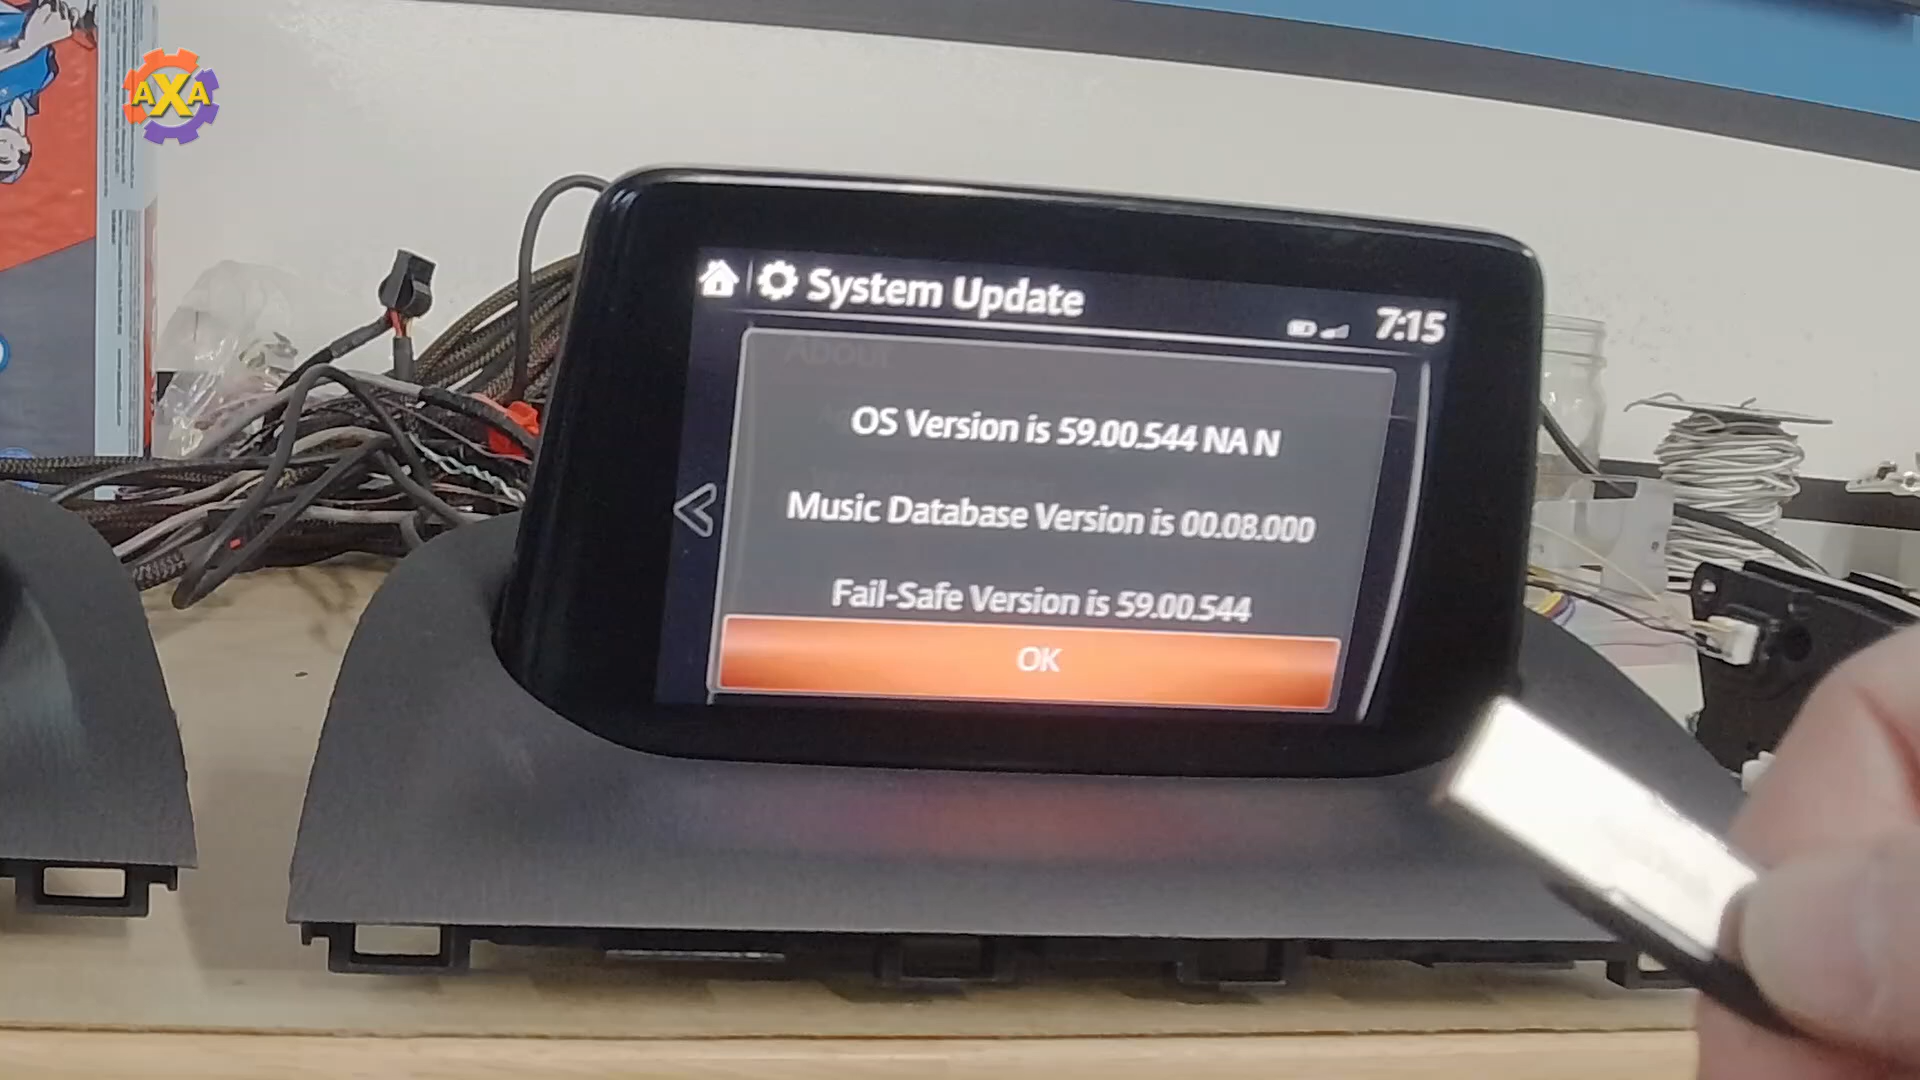 AXA
System Update
7:15
About
OS Version is 59.00.544 NA N
Music Database Version is 00.08.000
Fail-Safe Version is 59.00.544
OK